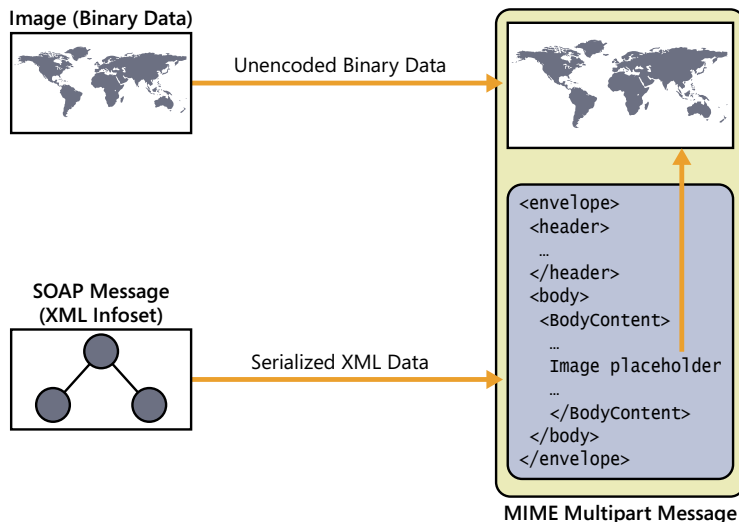 Image (Binary Data)
Unencoded Binary Data
<envelope>
<header>
…
</header>
<body>
<BodyContent>
…
Image placeholder
…
</BodyContent>
</body>
</envelope>
SOAP Message
(XML Infoset)
Serialized XML Data
MIME Multipart Message